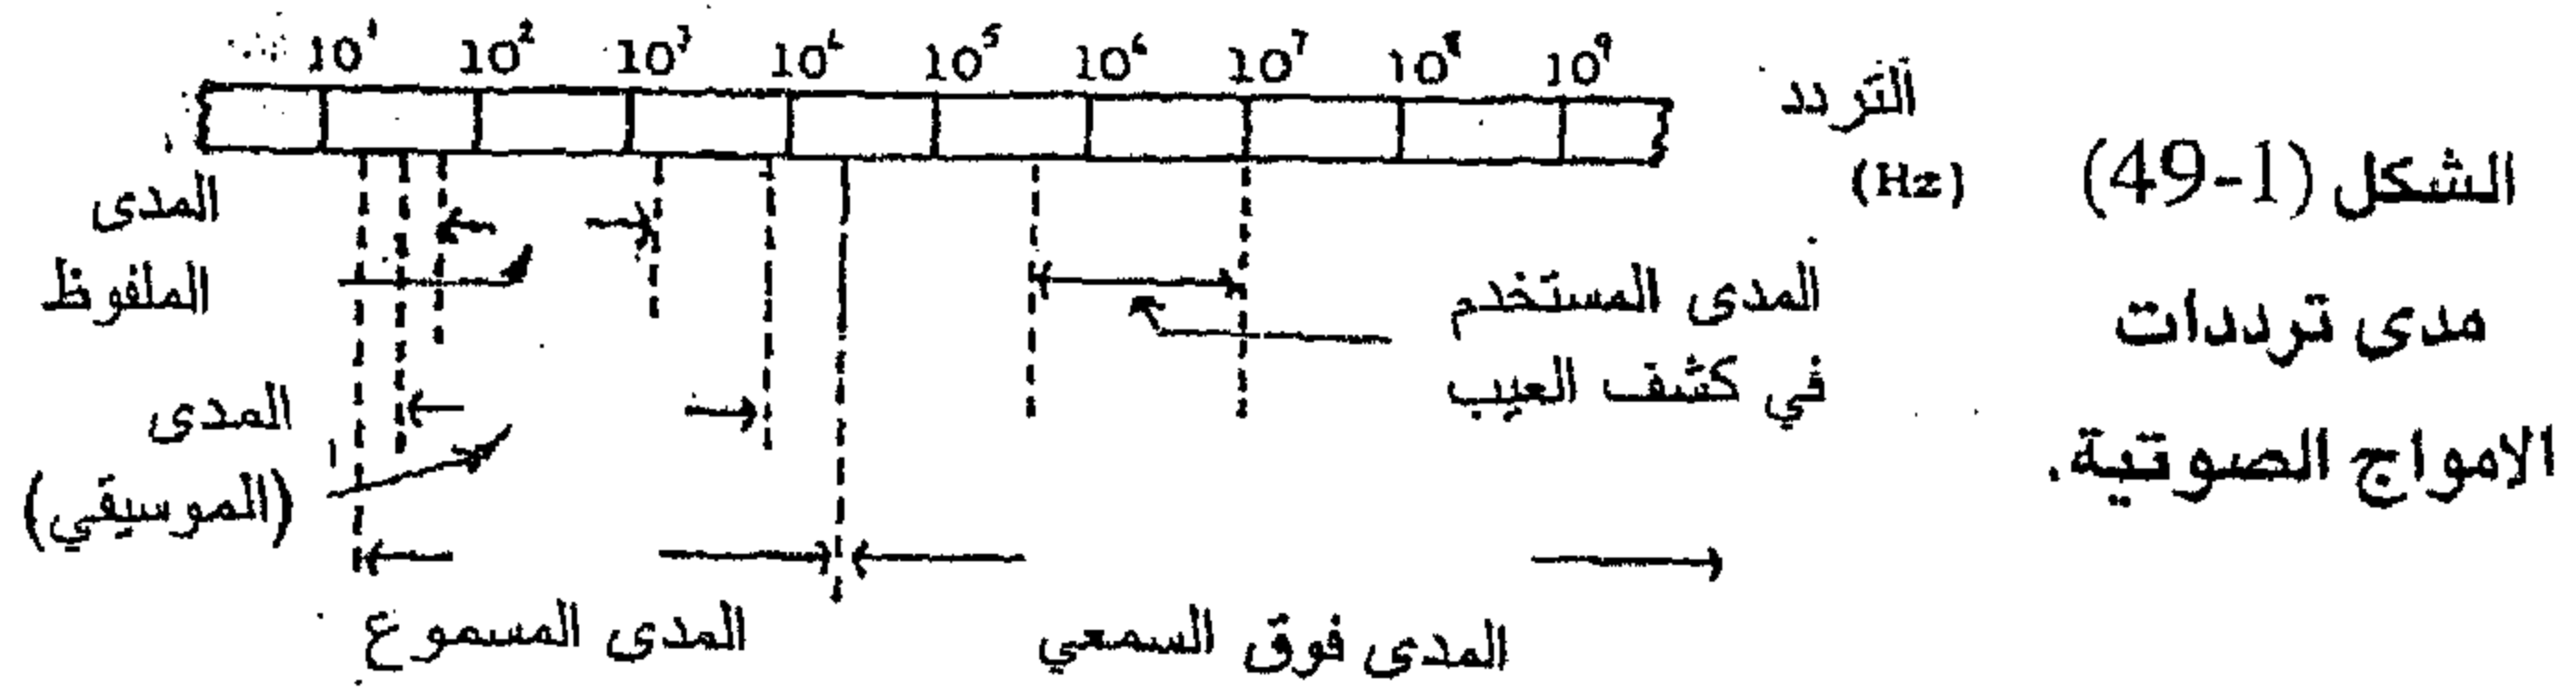 10¹ 10² 10³ 10⁴ 10⁵ 10⁶ 10⁷ 10⁸ 10⁹
التردد
(Hz)
الشكل (1-49)
مدى ترددات
الامواج الصوتية.
المدى
الملفوظ
المدى المستخدم
في كشف العيب
المدى
(الموسيقي)
المدى المسموع
المدى فوق السمعي